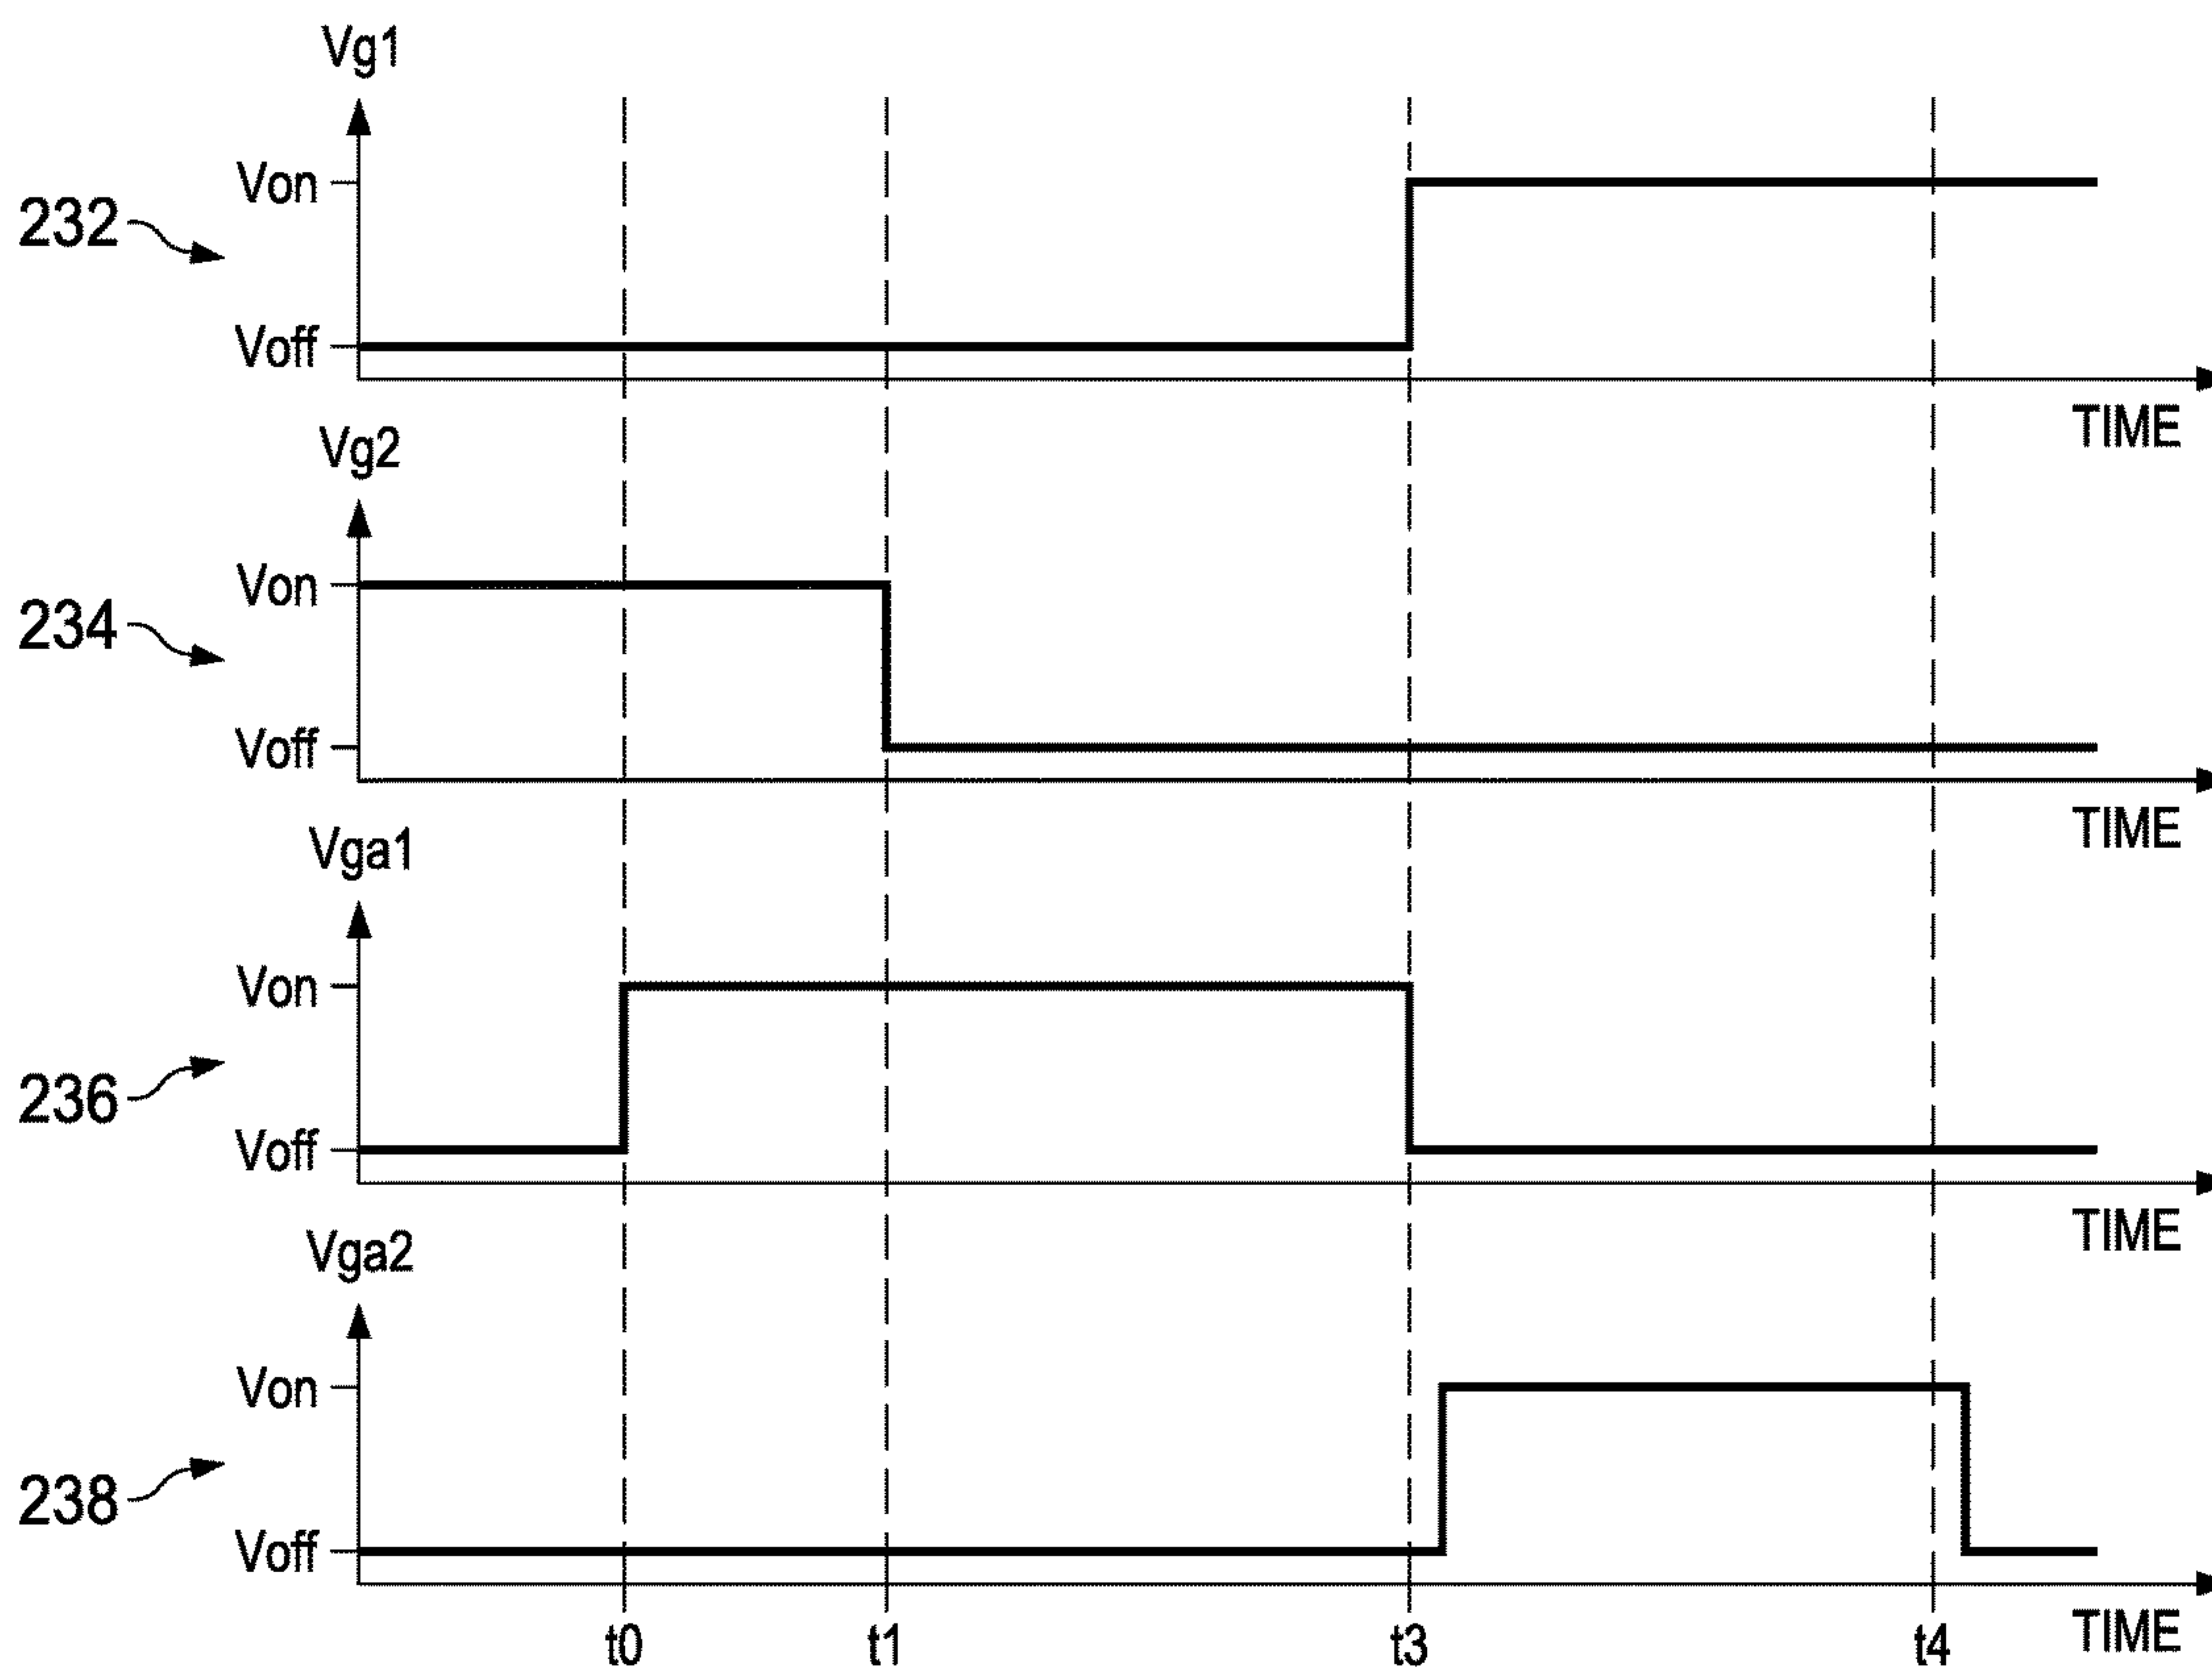 Vg1
Von
232
Voff
TIME
Vg2
Von
234
Voff
TIME
Vga1
Von
236
Voff
TIME
Vga2
Von
238
Voff
t0 t1 t3 t4 TIME